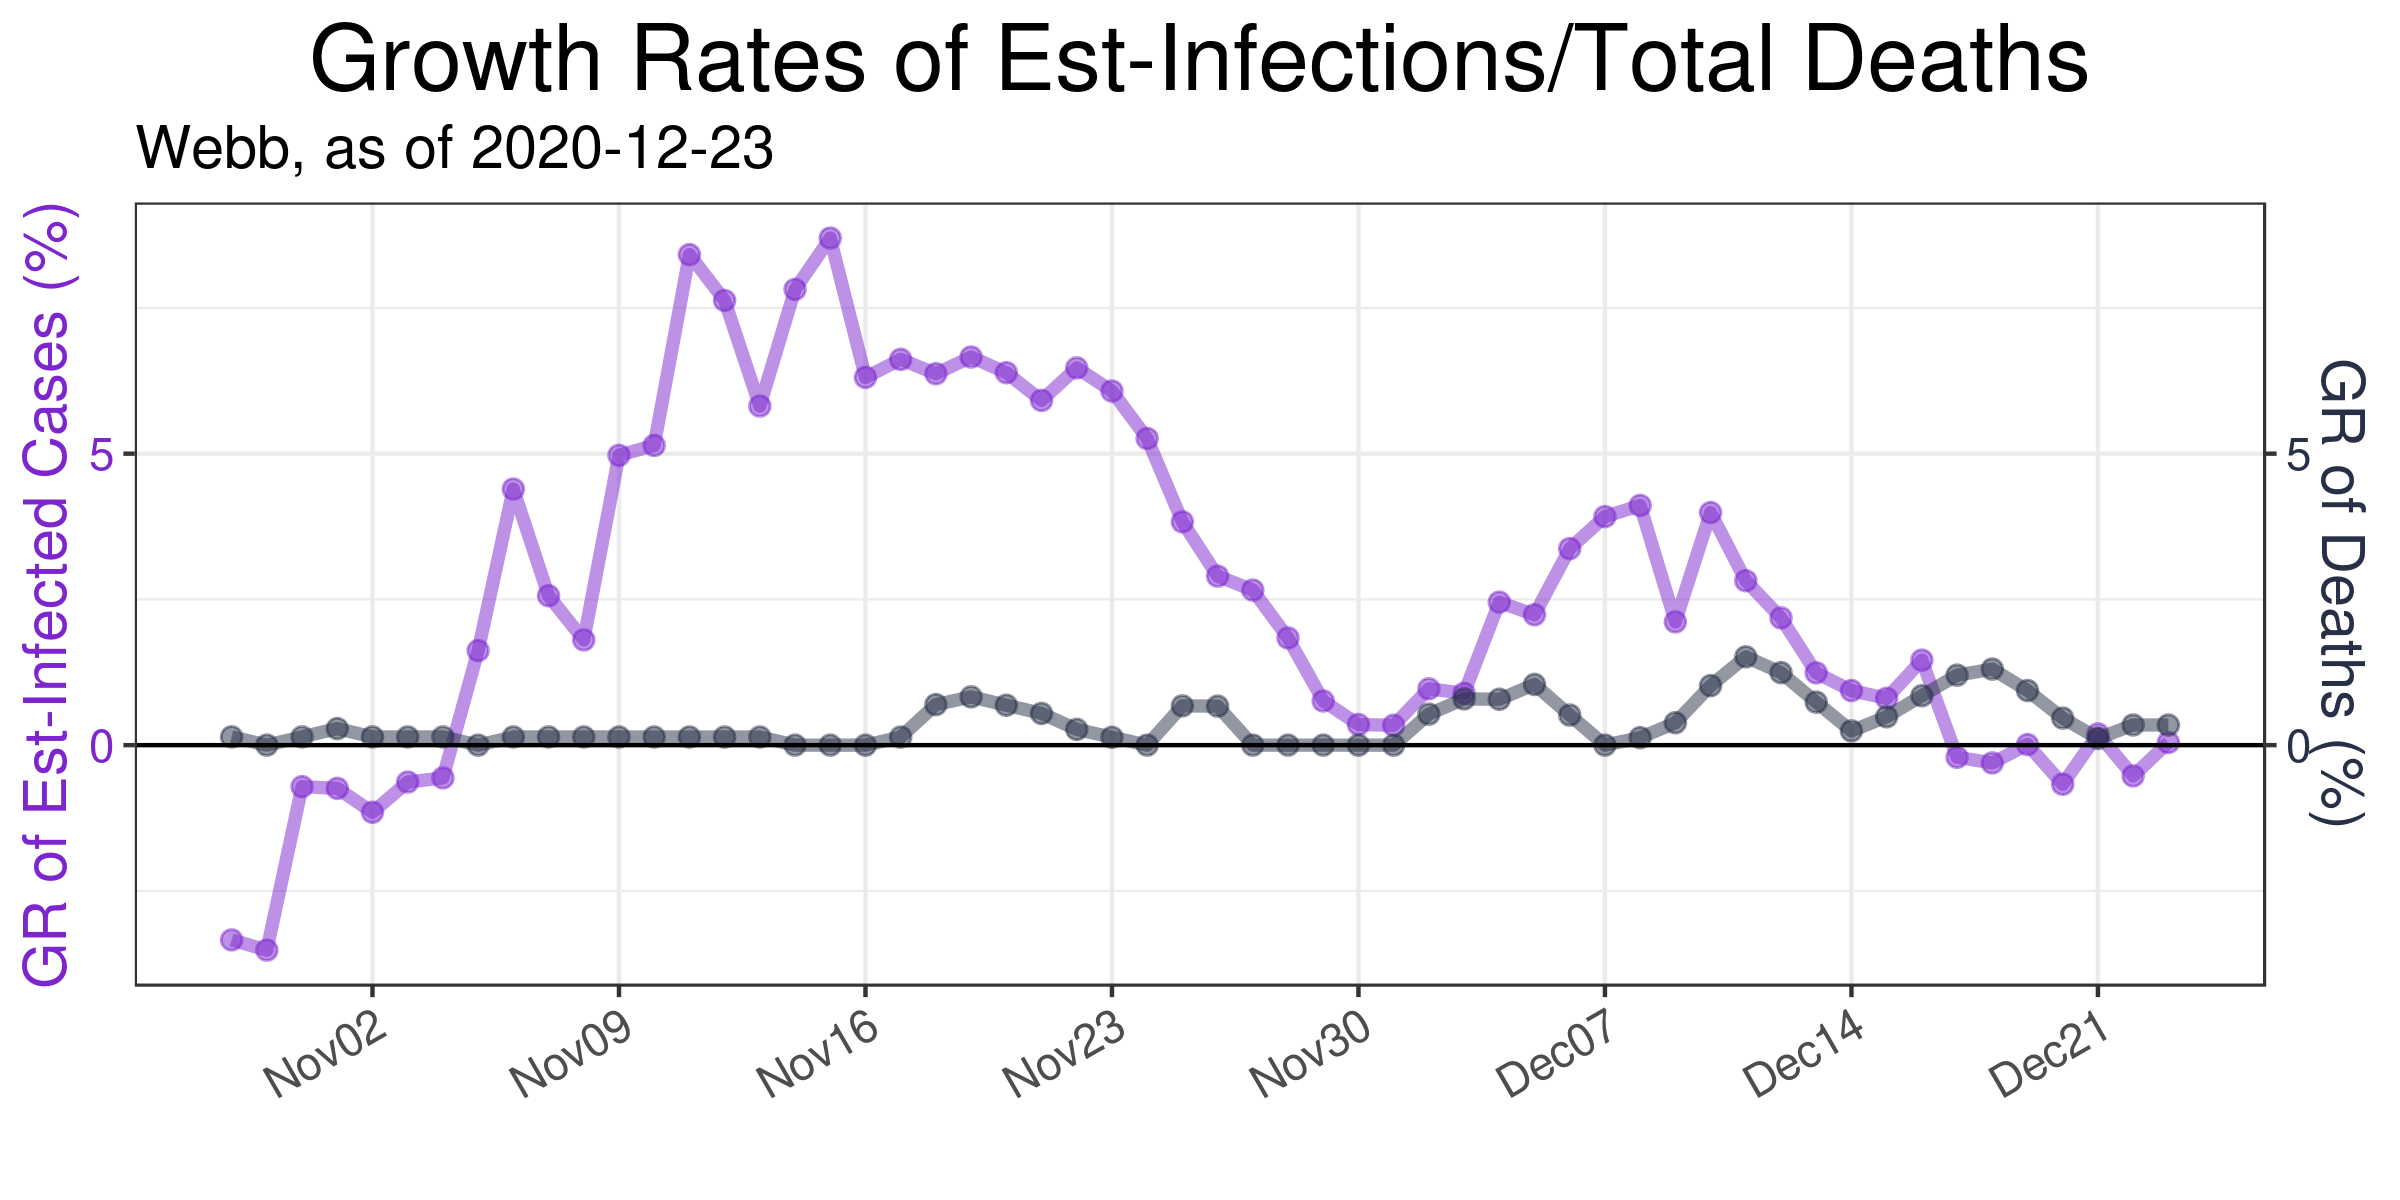 Growth Rates of Est-Infections/Total Deaths
Webb, as of 2020-12-23
GR of Est-Infected Cases (%)
5
0
5
0
GR of Deaths (%)
Nov02
Nov09
Nov16
Nov23
Nov30
Dec07
Dec14
Dec21